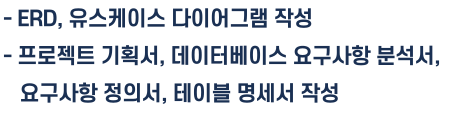 - ERD, 유스케이스 다이어그램 작성
- 프로젝트 기획서, 데이터베이스 요구사항 분석서,
요구사항 정의서, 테이블 명세서 작성